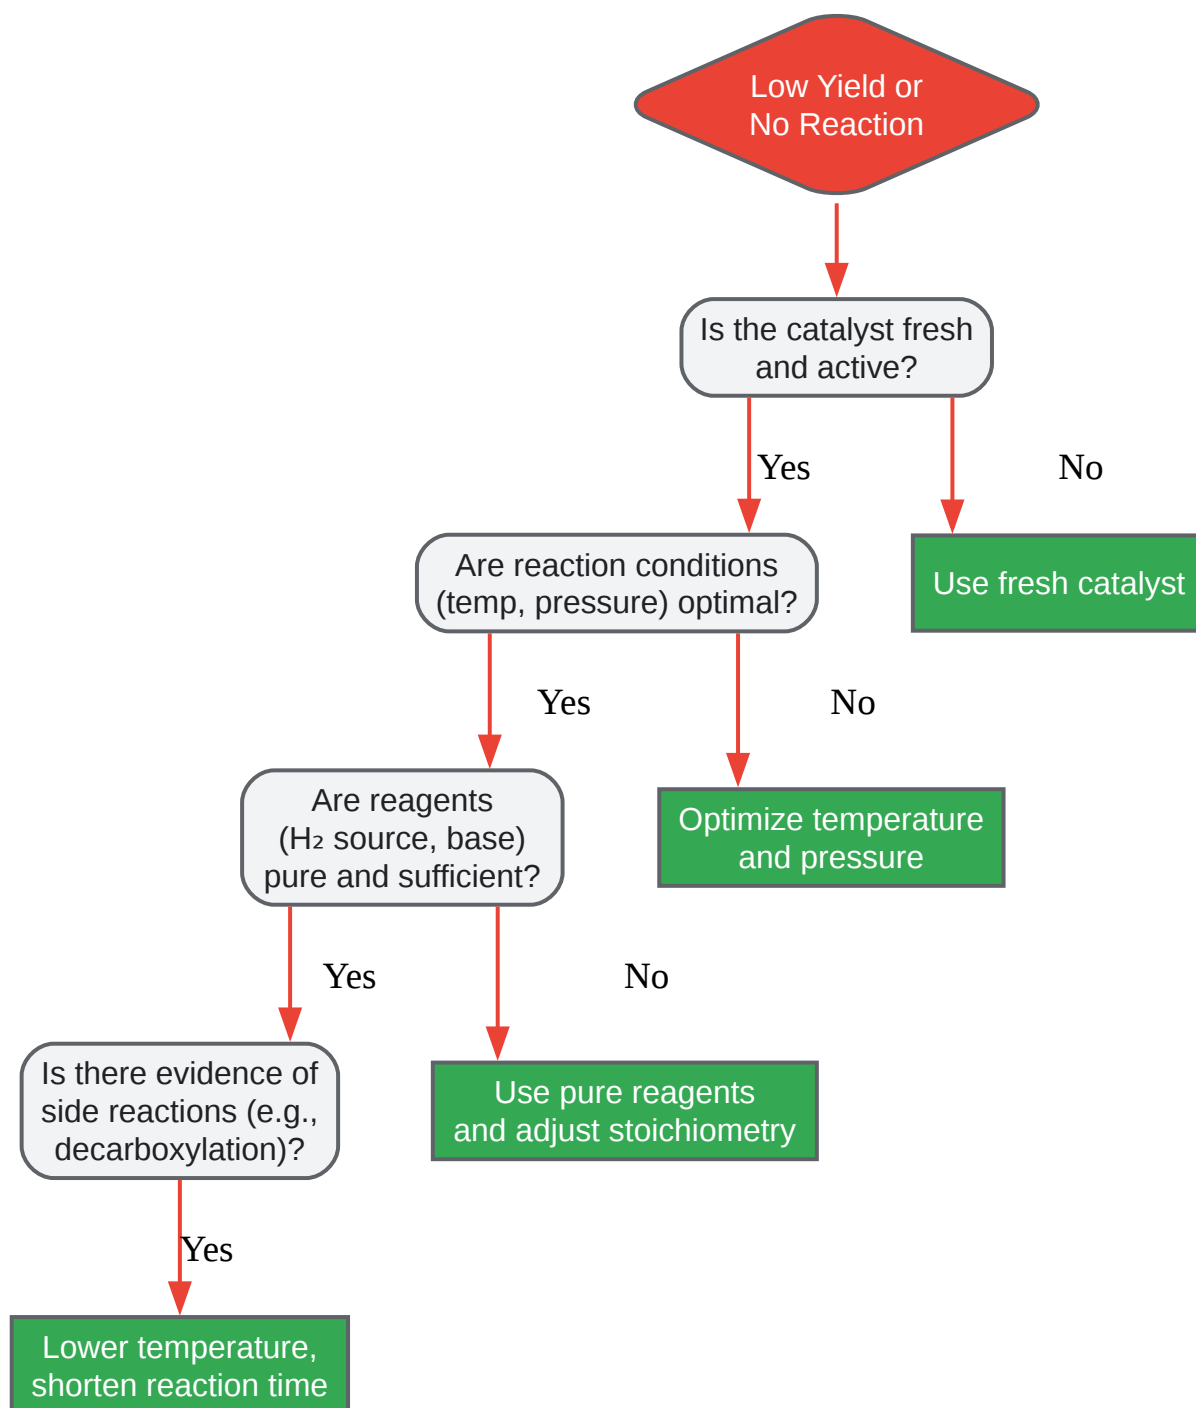 Low Yield or
No Reaction
Is the catalyst fresh
and active?
Yes
No
Are reaction conditions
(temp, pressure) optimal?
Use fresh catalyst
Yes
No
Are reagents
(H₂ source, base)
pure and sufficient?
Optimize temperature
and pressure
Yes
No
Is there evidence of
side reactions (e.g.,
decarboxylation)?
Use pure reagents
and adjust stoichiometry
Yes
Lower temperature,
shorten reaction time